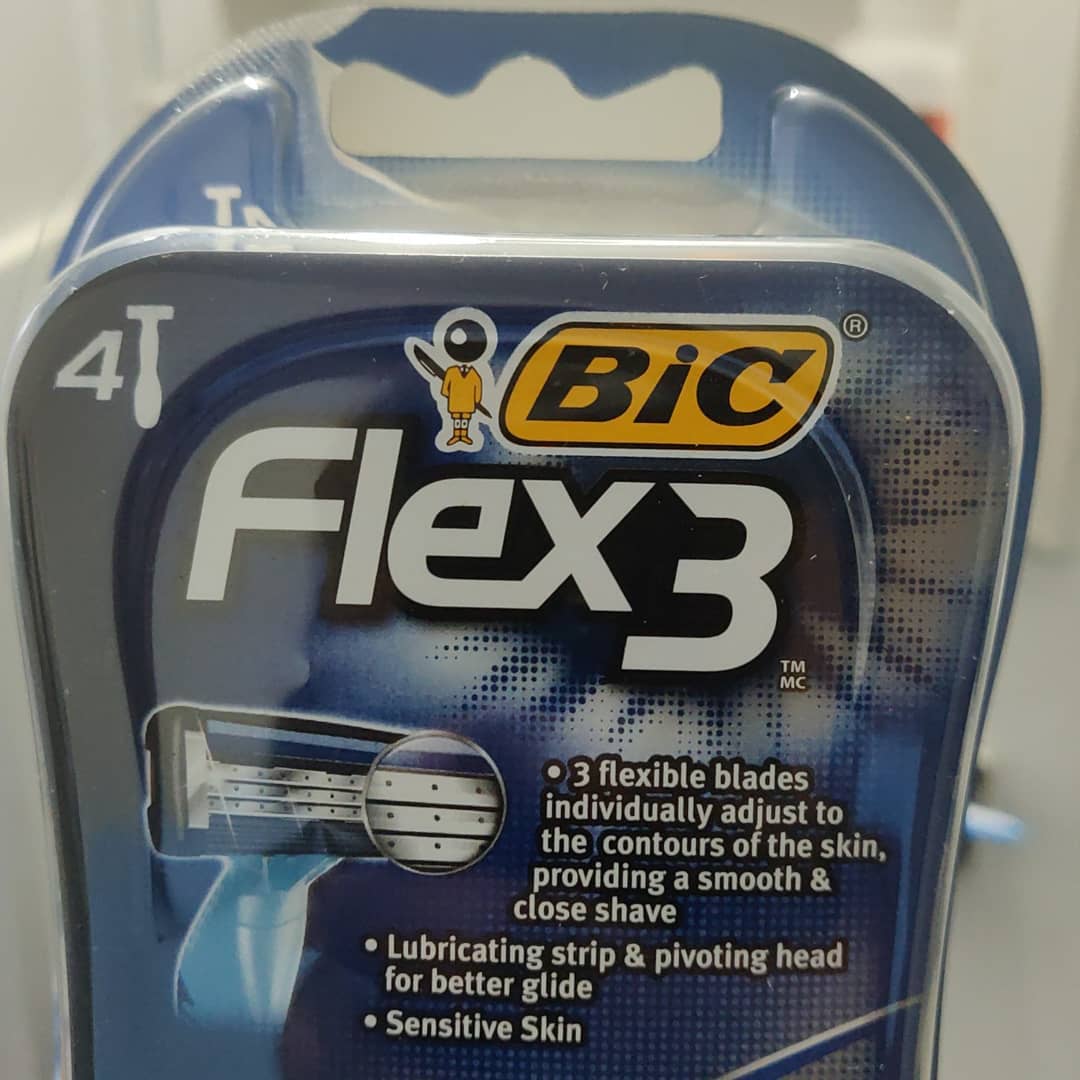 4
BiC®
Flex3
TM
MC
• 3 flexible blades
individually adjust to
the contours of the skin,
providing a smooth &
close shave
• Lubricating strip & pivoting head
for better glide
• Sensitive Skin